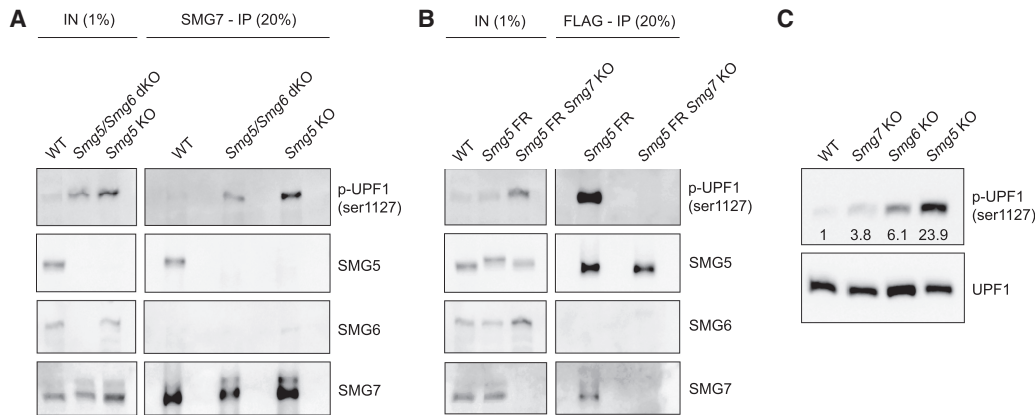 A
IN (1%)
SMG7 - IP (20%)
WT
Smg5/Smg6 dKO
Smg5 KO
WT
Smg5/Smg6 dKO
Smg5 KO
p-UPF1
(ser1127)
SMG5
SMG6
SMG7
B
IN (1%)
FLAG - IP (20%)
WT
Smg5 FR
Smg5 FR Smg7 KO
Smg5 FR
Smg5 FR Smg7 KO
p-UPF1
(ser1127)
SMG5
SMG6
SMG7
C
WT
Smg7 KO
Smg6 KO
Smg5 KO
p-UPF1
(ser1127)
1 3.8 6.1 23.9
UPF1